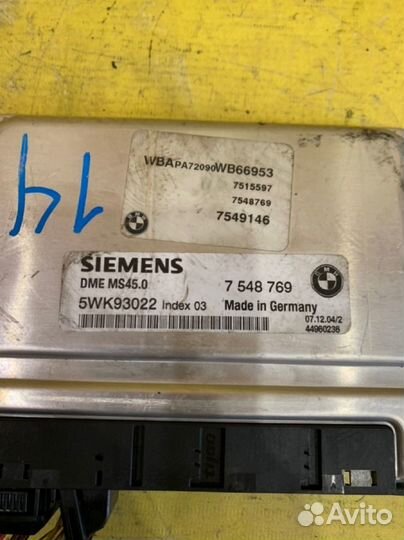 WBAPA72090WB66953
7515597
7548769
7549146
14
SIEMENS
DME MS45.0
7 548 769
5WK93022 Index 03
Made in Germany
07.12.04/2
44960236
Avito